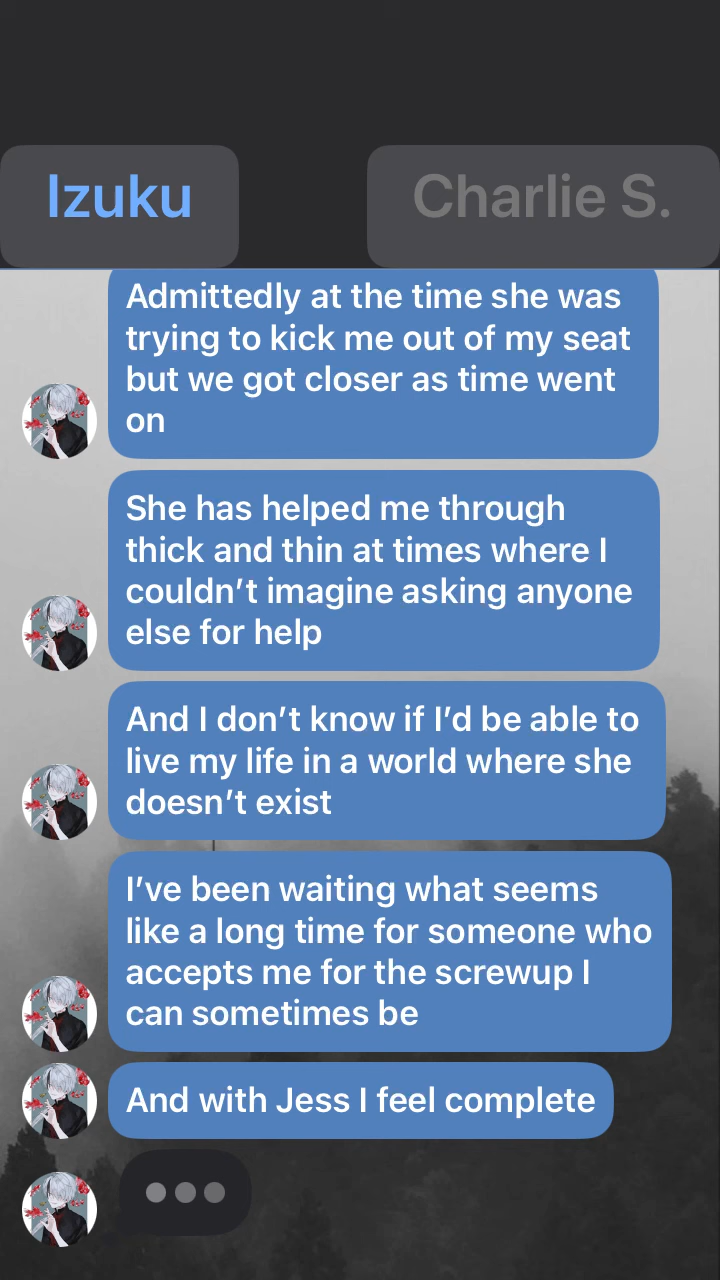 Izuku
Charlie S.
Admittedly at the time she was
trying to kick me out of my seat
but we got closer as time went
on
She has helped me through
thick and thin at times where I
couldn’t imagine asking anyone
else for help
And I don’t know if I’d be able to
live my life in a world where she
doesn’t exist
I’ve been waiting what seems
like a long time for someone who
accepts me for the screwup I
can sometimes be
And with Jess I feel complete